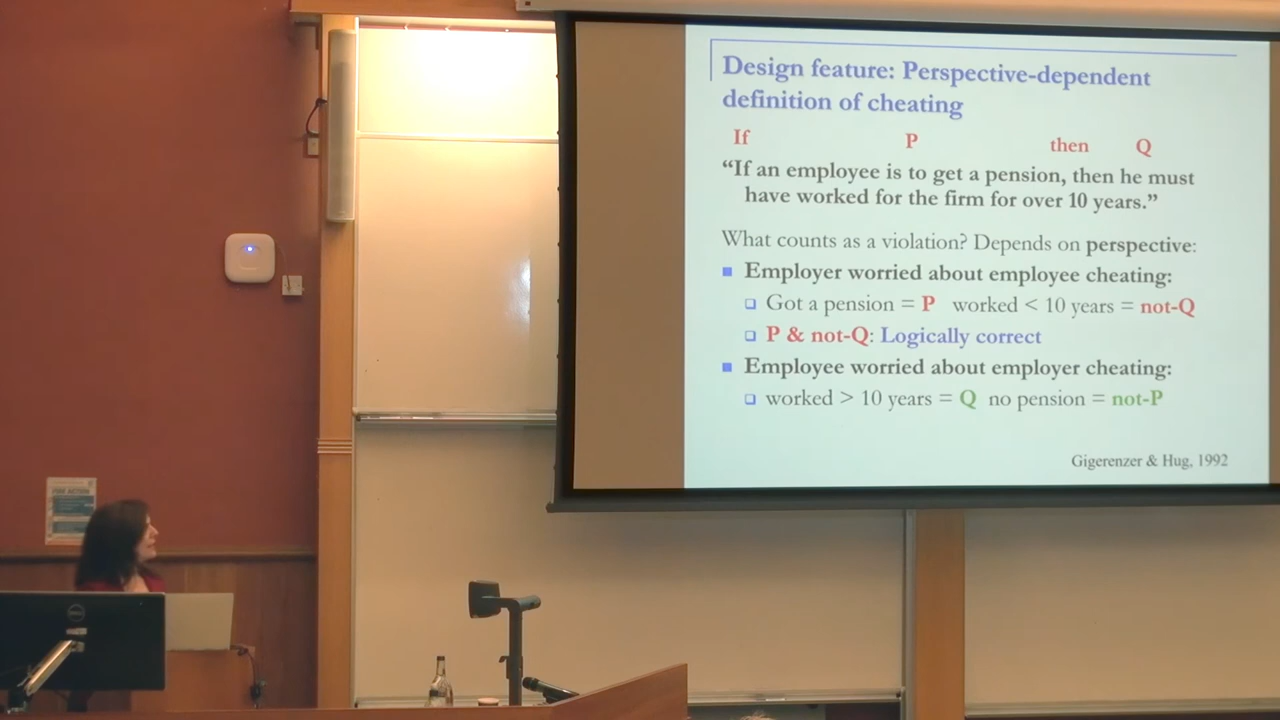 Design feature: Perspective-dependent
definition of cheating
If P then Q
“If an employee is to get a pension, then he must
have worked for the firm for over 10 years.”
What counts as a violation? Depends on perspective:
Employer worried about employee cheating:
Got a pension = P worked < 10 years = not-Q
P & not-Q: Logically correct
Employee worried about employer cheating:
worked > 10 years = Q no pension = not-P
Gigerenzer & Hug, 1992
FIRE ACTION
DELL